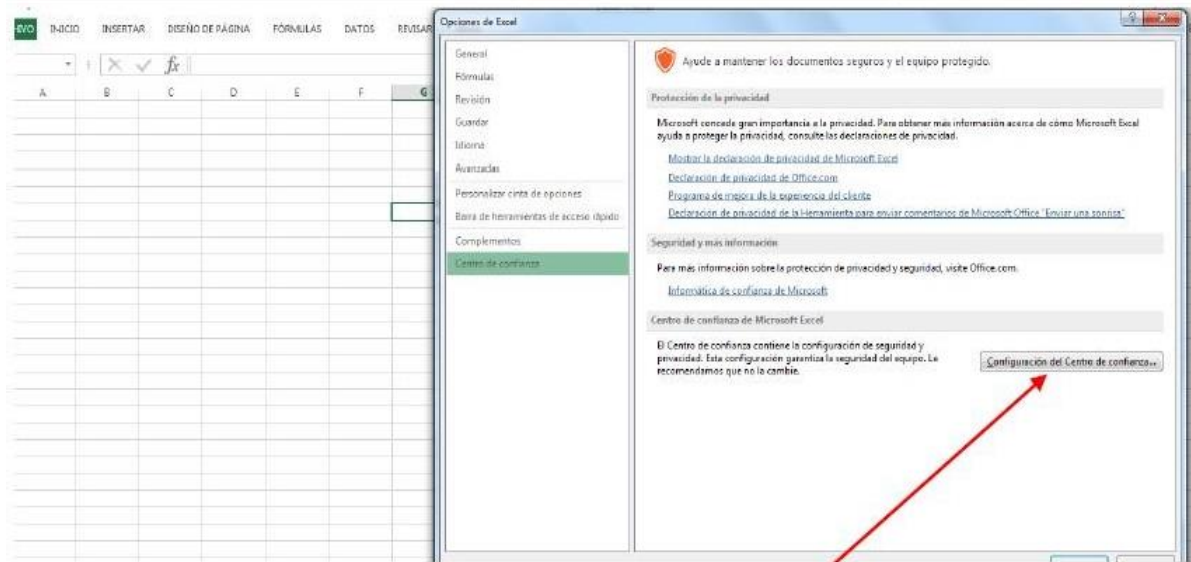 INICIO INSERTAR DISEÑO DE PÁGINA FÓRMULAS DATOS REVISAR
fx
A B C D E F G
Opciones de Excel
General
Fórmulas
Revisión
Guardar
Idioma
Avanzadas
Personalizar cinta de opciones
Barra de herramientas de acceso rápido
Complementos
Centro de confianza
Ayude a mantener los documentos seguros y el equipo protegido.
Protección de la privacidad
Microsoft concede gran importancia a la privacidad. Para obtener más información acerca de cómo Microsoft Excel
ayuda a proteger la privacidad, consulte las declaraciones de privacidad.
Mostrar la declaración de privacidad de Microsoft Excel
Declaración de privacidad de Office.com
Programa de mejora de la experiencia del cliente
Declaración de privacidad de la Herramienta para enviar comentarios de Microsoft Office "Enviar una sonrisa"
Seguridad y más información
Para más información sobre la protección de privacidad y seguridad, visite Office.com.
Informática de confianza de Microsoft
Centro de confianza de Microsoft Excel
El Centro de confianza contiene la configuración de seguridad y
privacidad. Esta configuración garantiza la seguridad del equipo. Le
recomendamos que no la cambie.
Configuración del Centro de confianza...